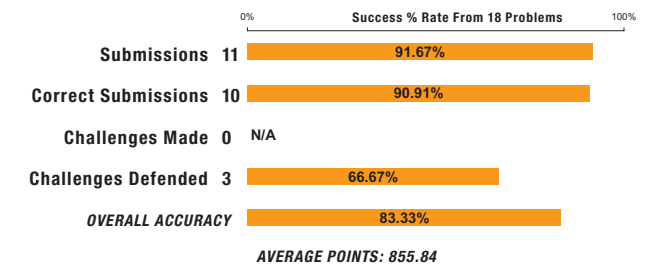 0% Success % Rate From 18 Problems 100%
Submissions 11 91.67%
Correct Submissions 10 90.91%
Challenges Made 0 N/A
Challenges Defended 3 66.67%
OVERALL ACCURACY 83.33%
AVERAGE POINTS: 855.84